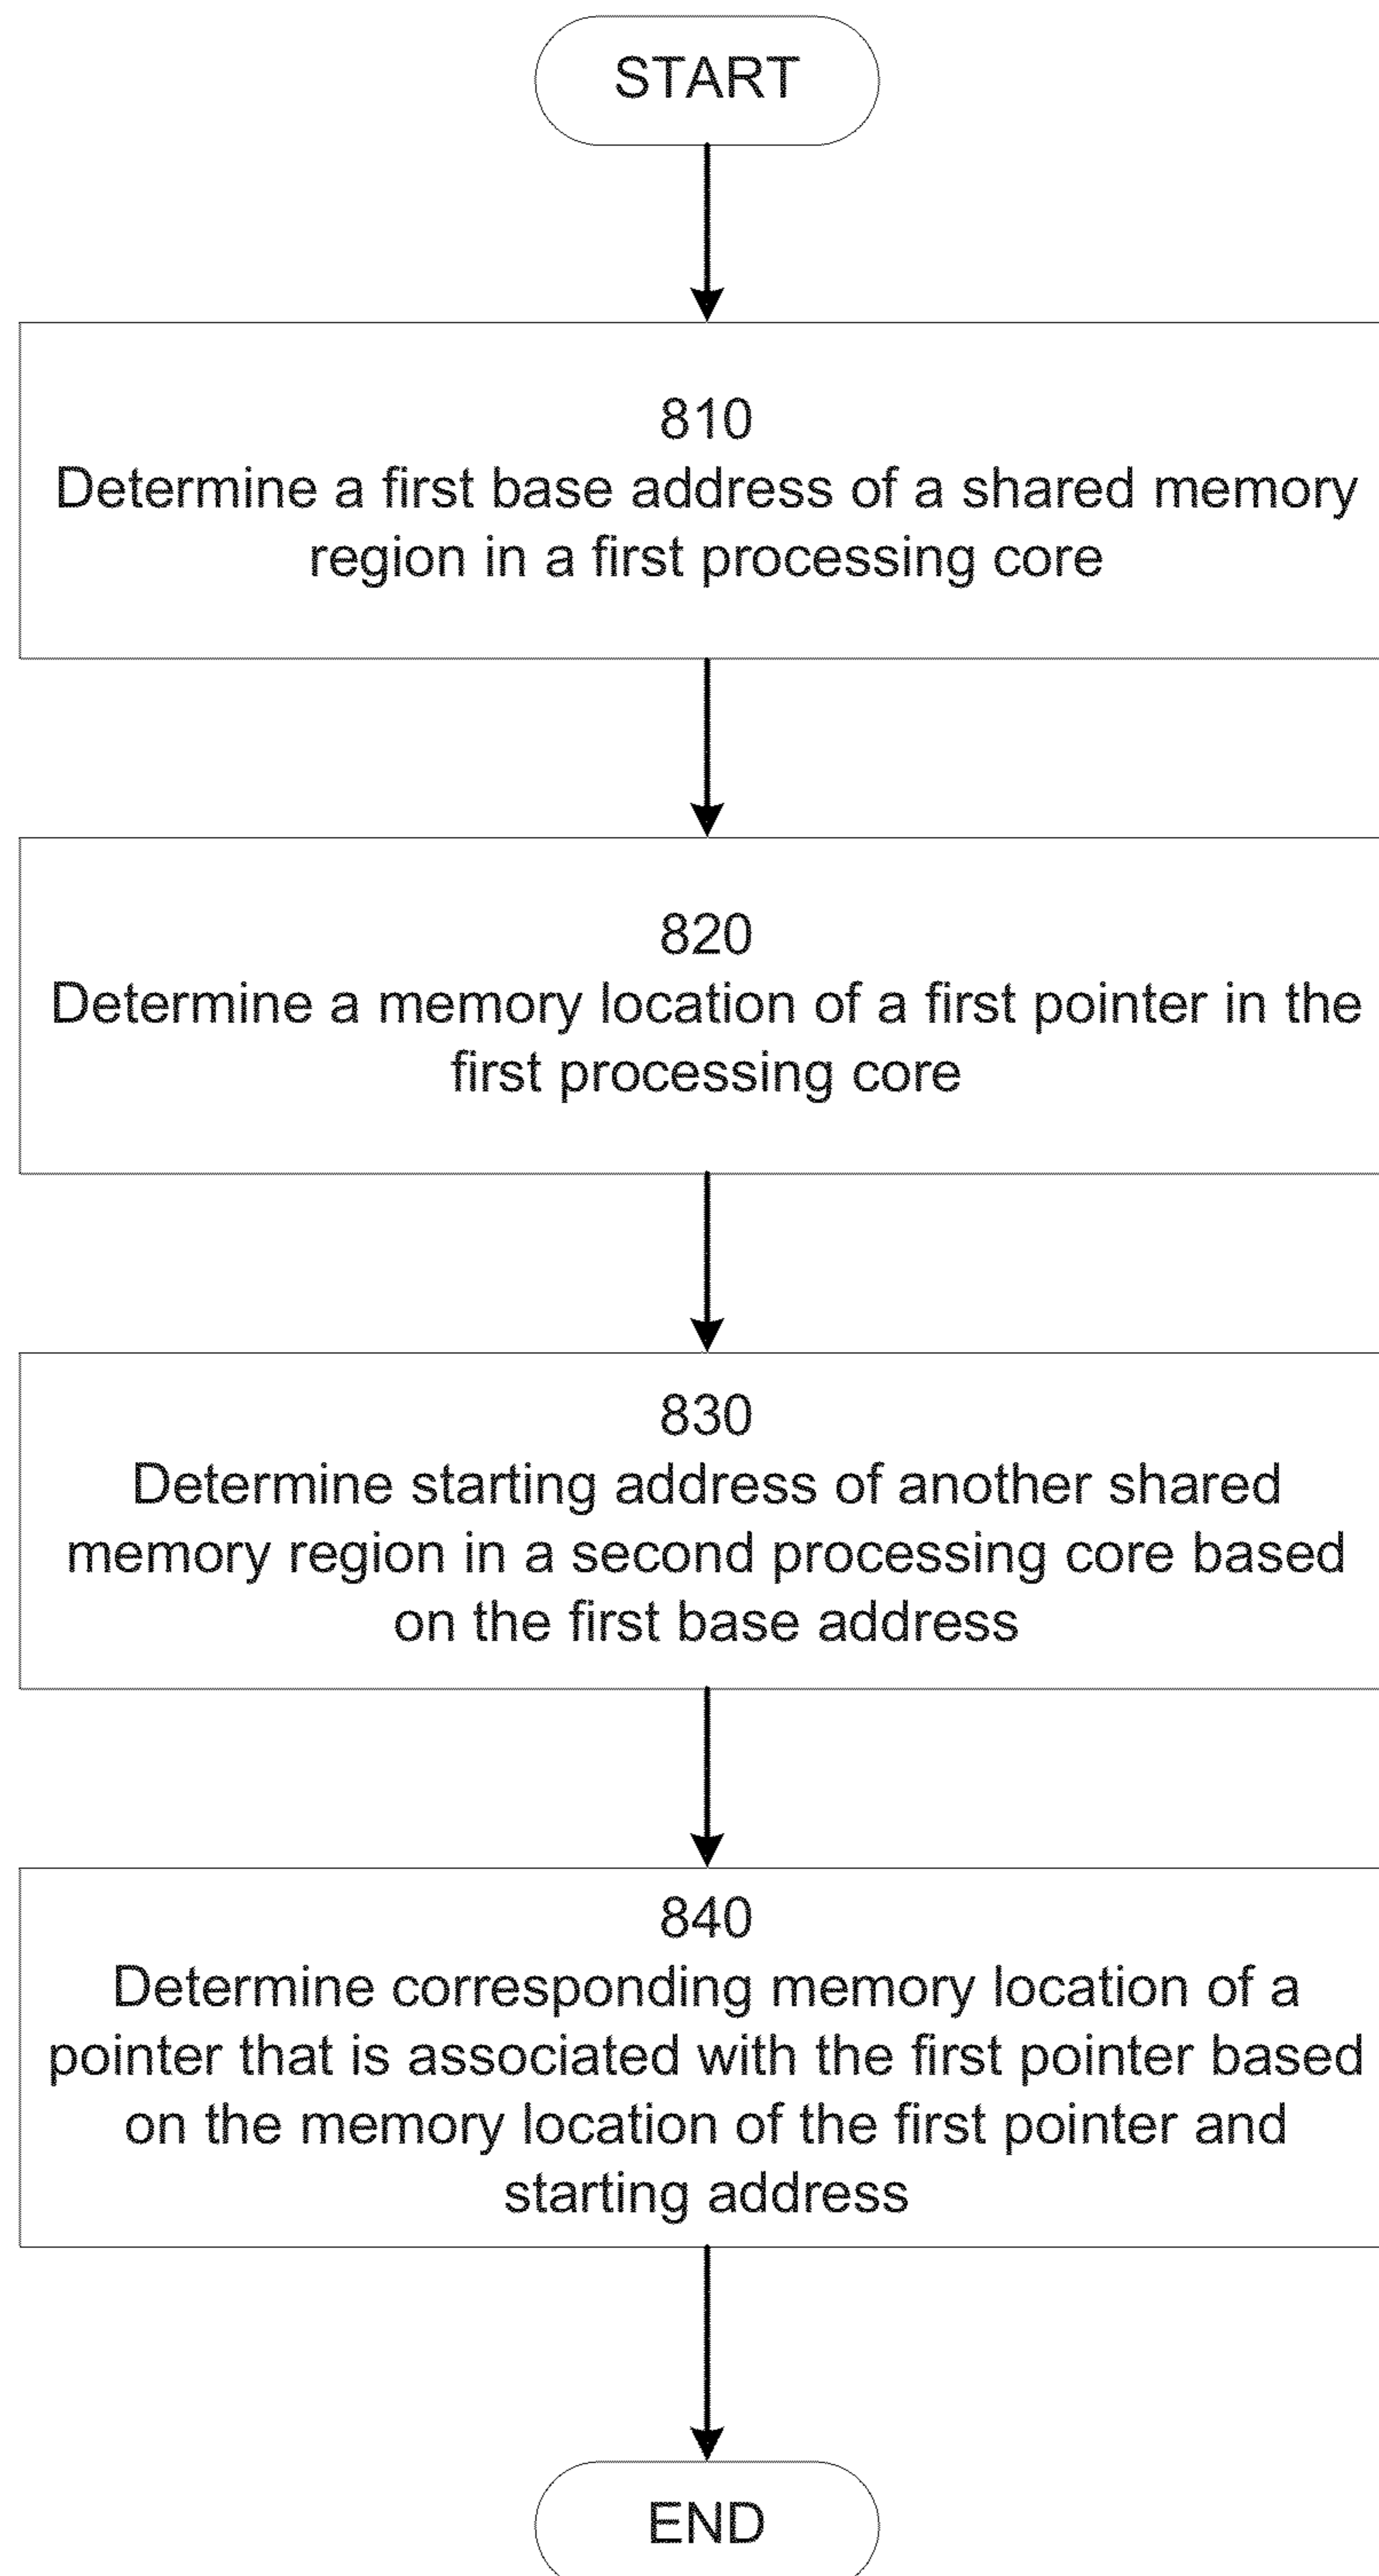 START
810
Determine a first base address of a shared memory
region in a first processing core
820
Determine a memory location of a first pointer in the
first processing core
830
Determine starting address of another shared
memory region in a second processing core based
on the first base address
840
Determine corresponding memory location of a
pointer that is associated with the first pointer based
on the memory location of the first pointer and
starting address
END